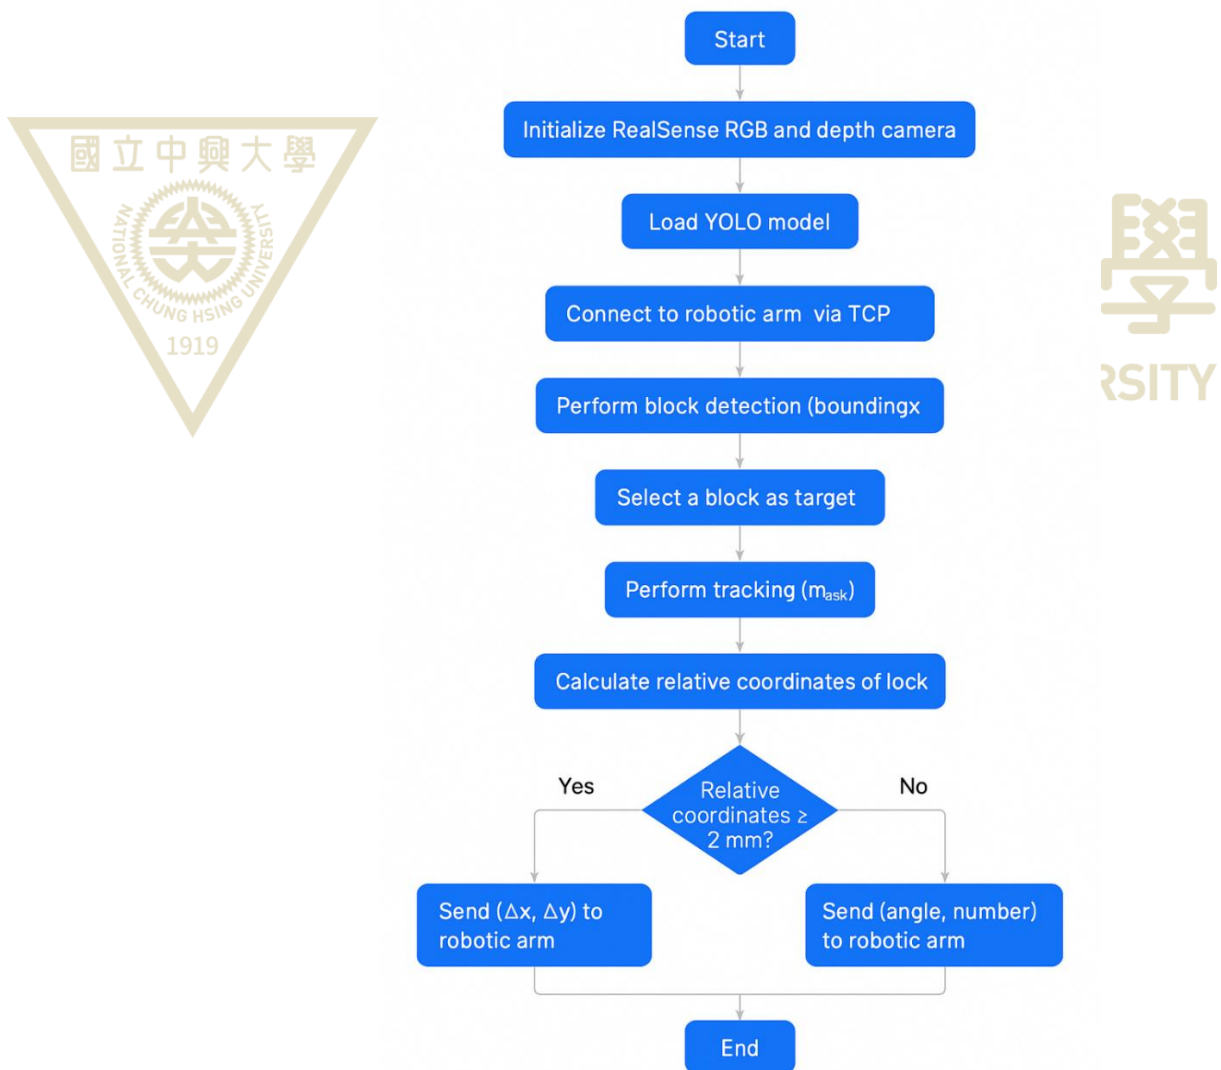 Start
Initialize RealSense RGB and depth camera
Load YOLO model
Connect to robotic arm via TCP
Perform block detection (boundingx
Select a block as target
Perform tracking (mask)
Calculate relative coordinates of lock
Relative
coordinates ≥
2 mm?
Yes
No
Send (Δx, Δy) to
robotic arm
Send (angle, number)
to robotic arm
End
國立中興大學
NATIONAL CHUNG HSING UNIVERSITY
1919
學
RSITY